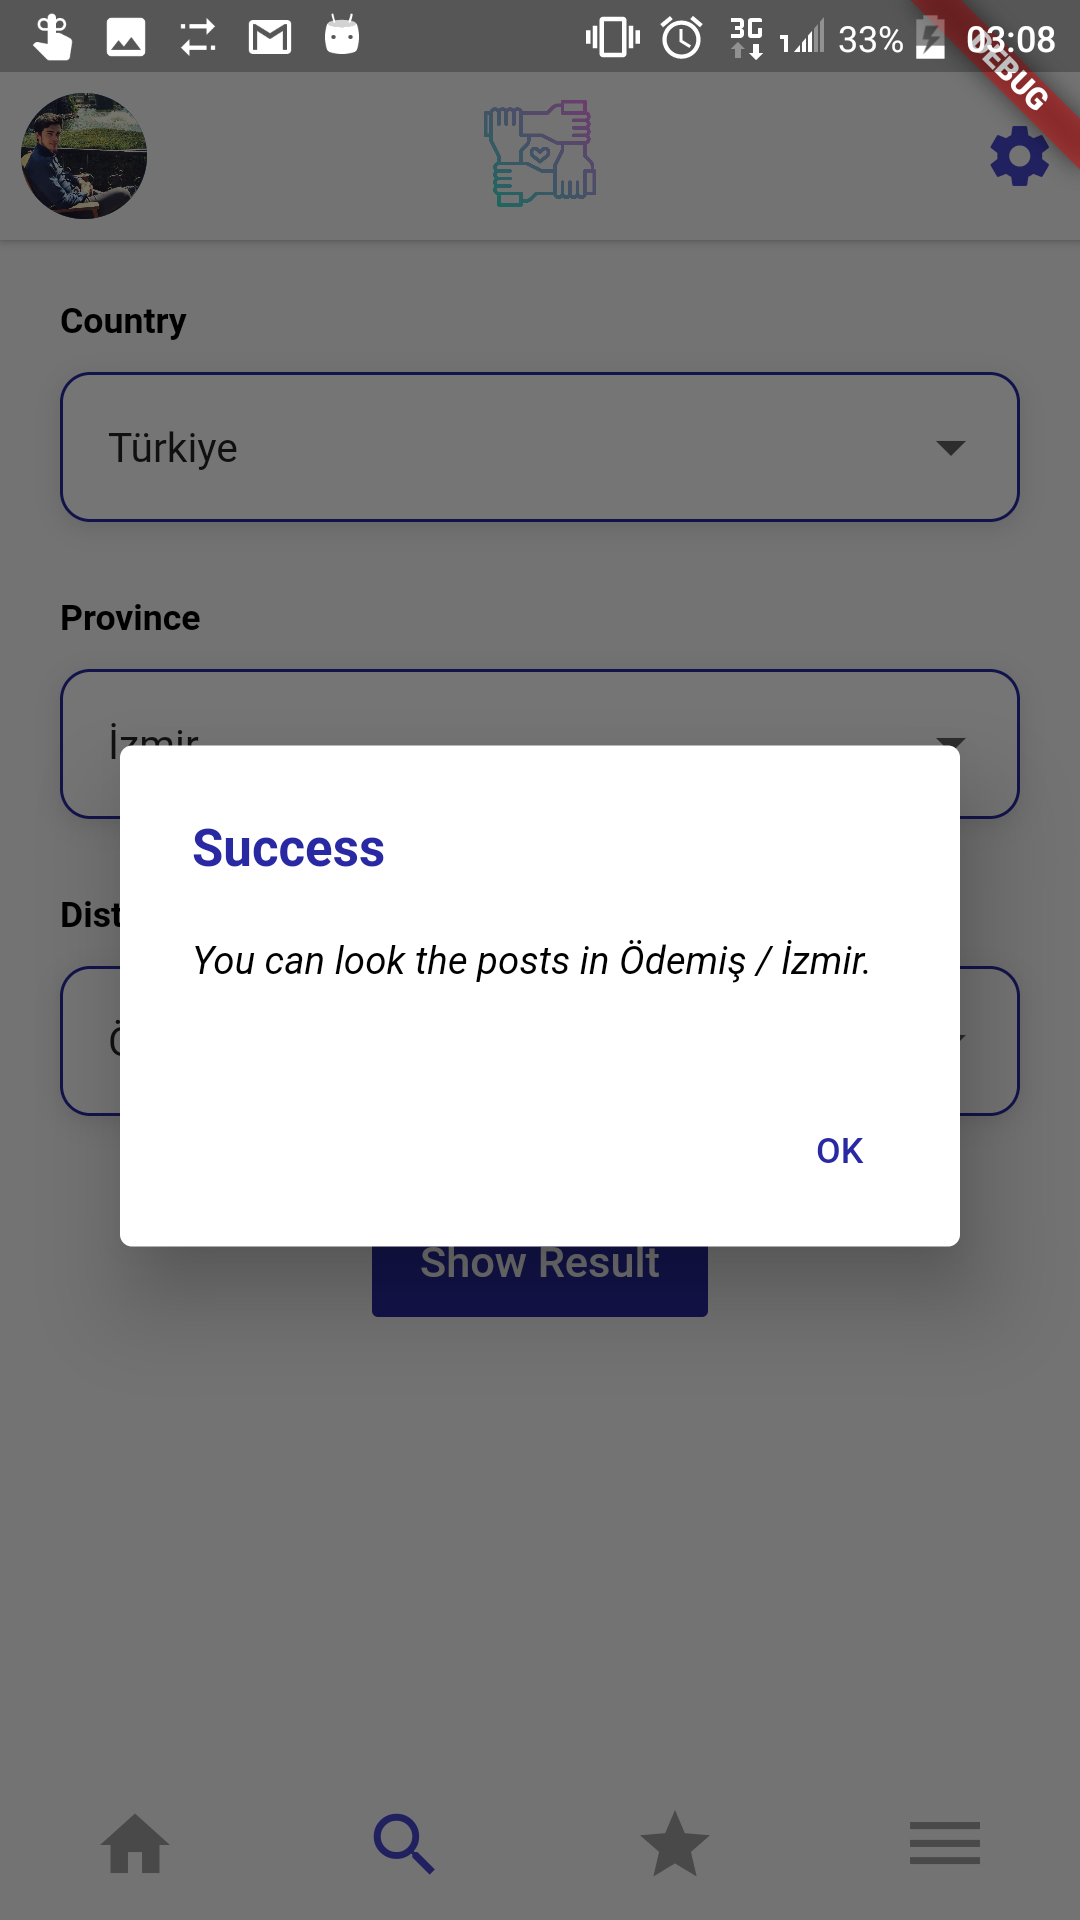 3G 1 33% 03:08
DEBUG
Country
Türkiye
Province
İzmir
Success
You can look the posts in Ödemiş / İzmir.
OK
Show Result